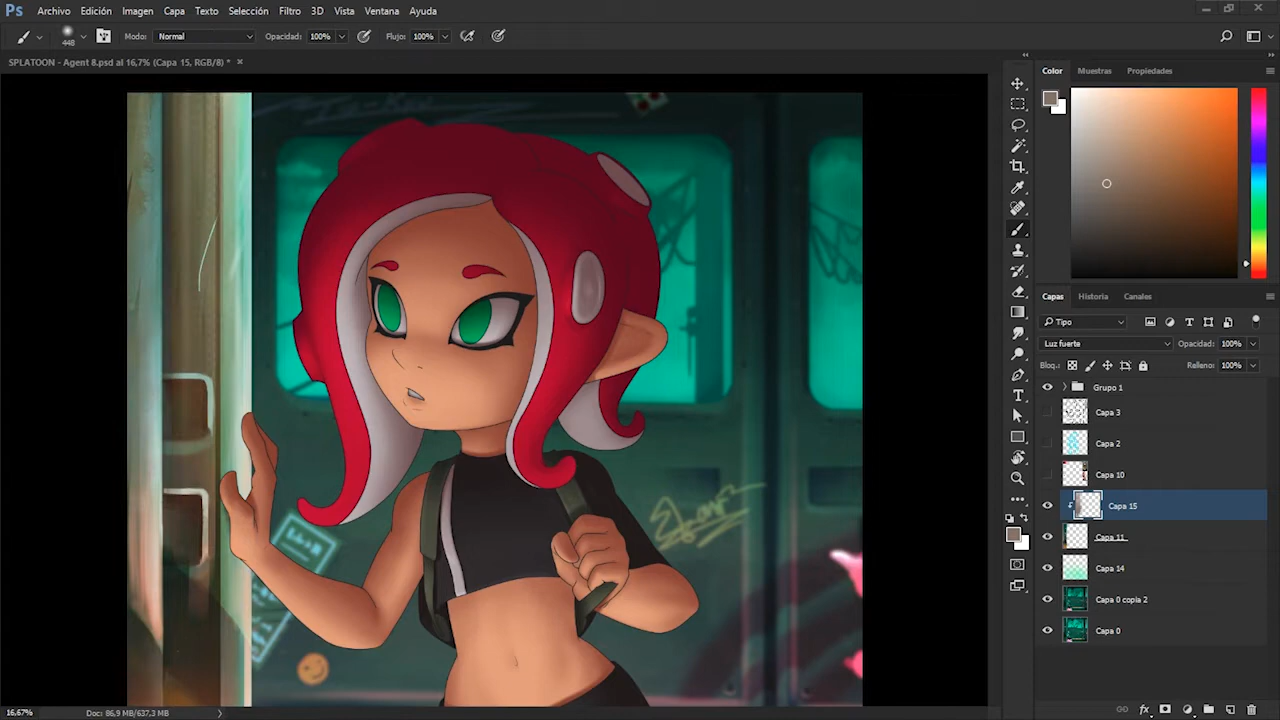 Ps Archivo Edición Imagen Capa Texto Selección Filtro 3D Vista Ventana Ayuda
448 Modo: Normal Opacidad: 100% Flujo: 100%
SPLATOON - Agent 8.psd al 16,7% (Capa 15, RGB/8) * ×
Color Muestras Propiedades
Capas Historia Canales
Tipo
Luz fuerte Opacidad: 100%
Bloq.: Relleno: 100%
Grupo 1
Capa 3
Capa 2
Capa 10
Capa 15
Capa 11
Capa 14
Capa 0 copia 2
Capa 0
fx
16,67% Doc: 86,9 MB/637,3 MB